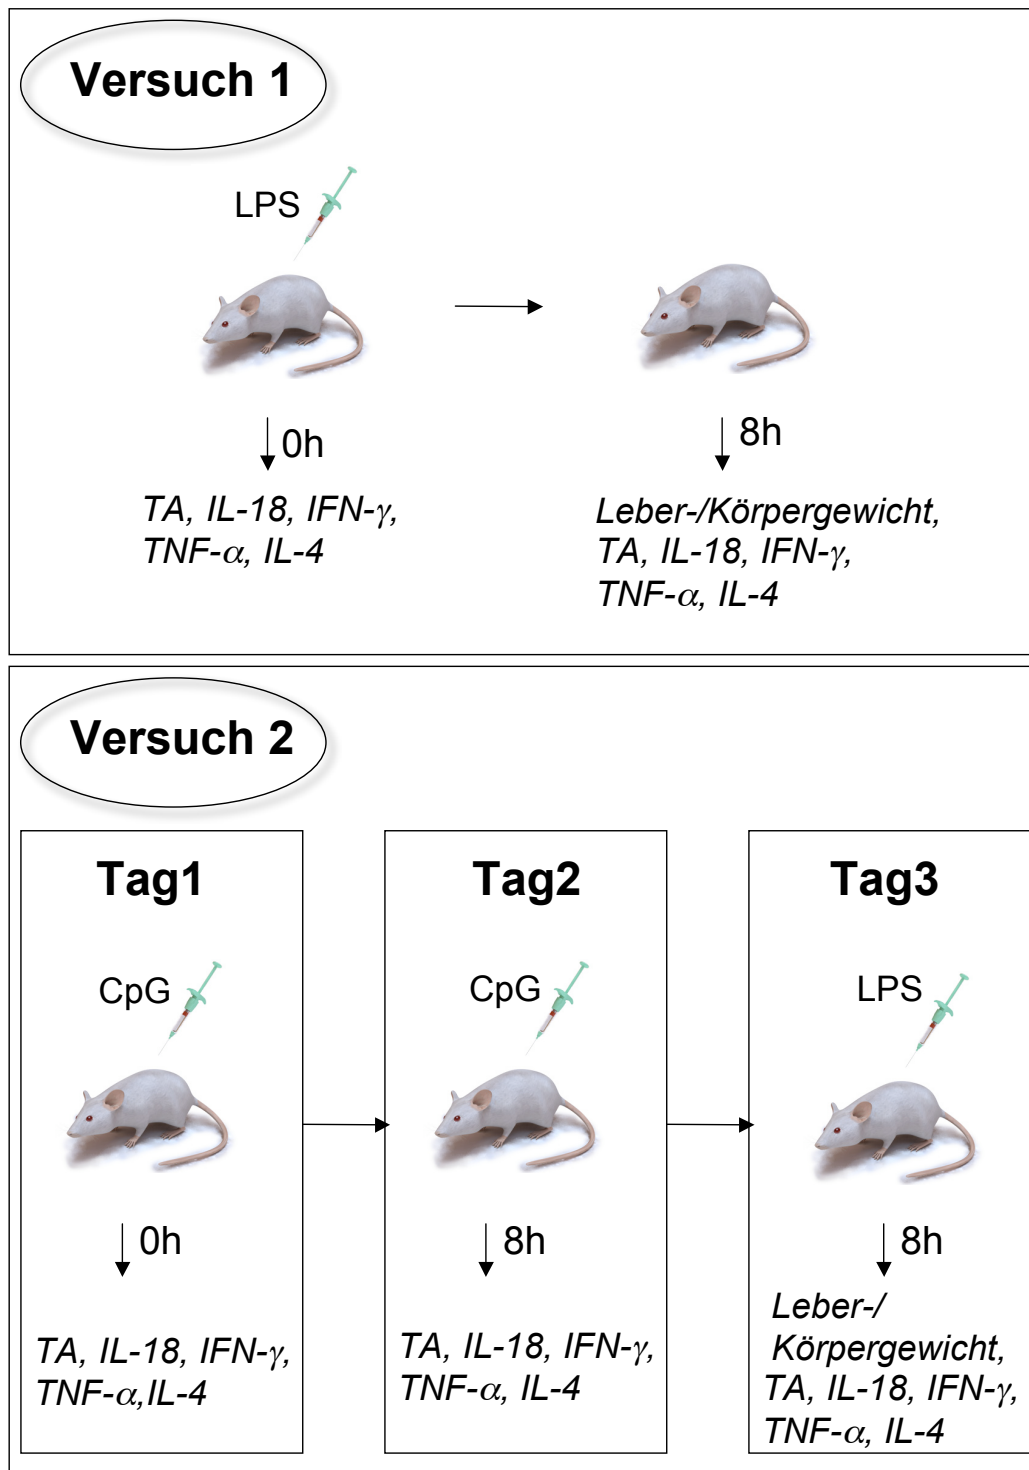 Versuch 1
LPS
0h
TA, IL-18, IFN-γ,
TNF-α, IL-4
8h
Leber-/Körpergewicht,
TA, IL-18, IFN-γ,
TNF-α, IL-4
Versuch 2
Tag1
CpG
0h
TA, IL-18, IFN-γ,
TNF-α,IL-4
Tag2
CpG
8h
TA, IL-18, IFN-γ,
TNF-α, IL-4
Tag3
LPS
8h
Leber-/
Körpergewicht,
TA, IL-18, IFN-γ,
TNF-α, IL-4